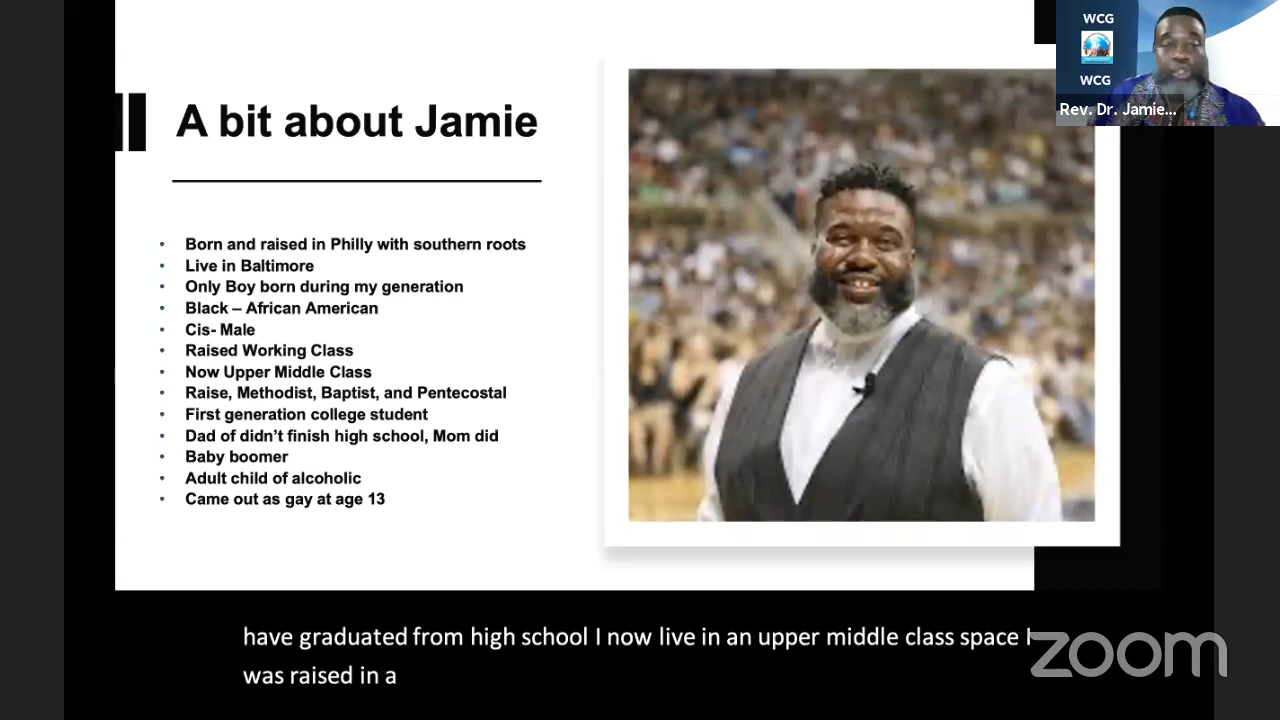 WCG
WCG
Rev. Dr. Jamie...
A bit about Jamie
• Born and raised in Philly with southern roots
• Live in Baltimore
• Only Boy born during my generation
• Black – African American
• Cis- Male
• Raised Working Class
• Now Upper Middle Class
• Raise, Methodist, Baptist, and Pentecostal
• First generation college student
• Dad of didn’t finish high school, Mom did
• Baby boomer
• Adult child of alcoholic
• Came out as gay at age 13
have graduated from high school I now live in an upper middle class space I
was raised in a
zoom